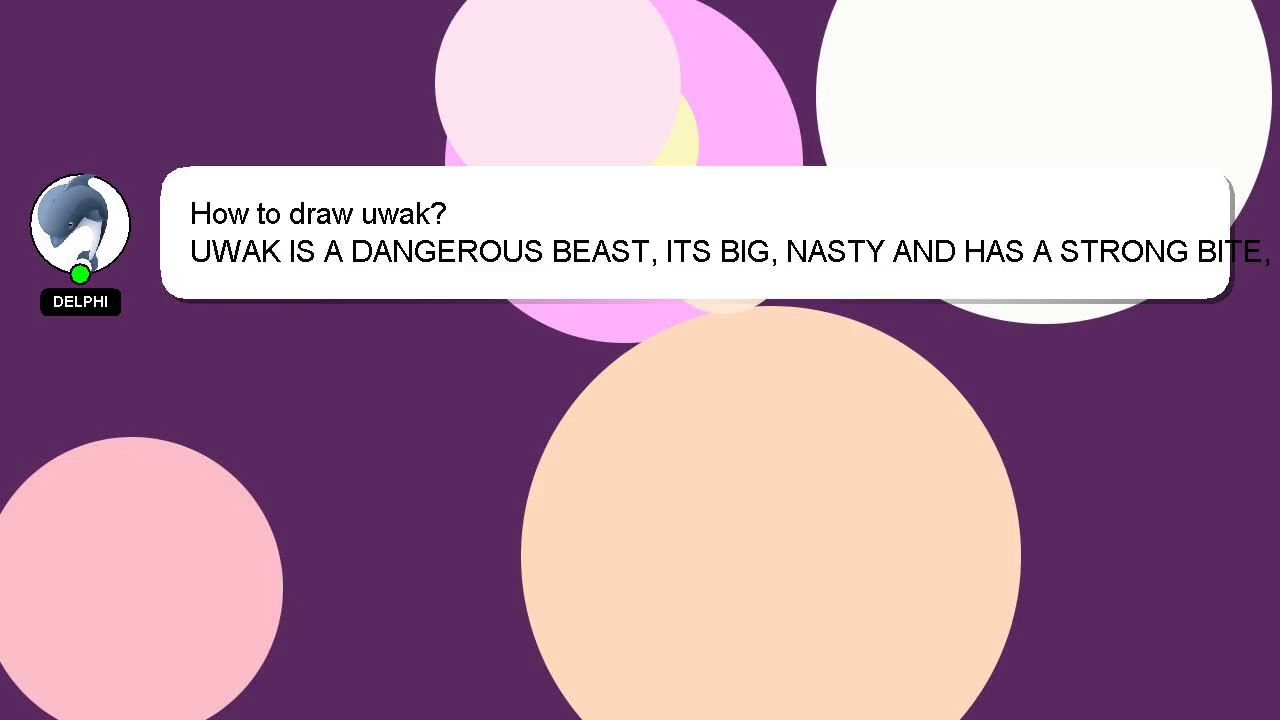 How to draw uwak?
UWAK IS A DANGEROUS BEAST, ITS BIG, NASTY AND HAS A STRONG BITE,
DELPHI